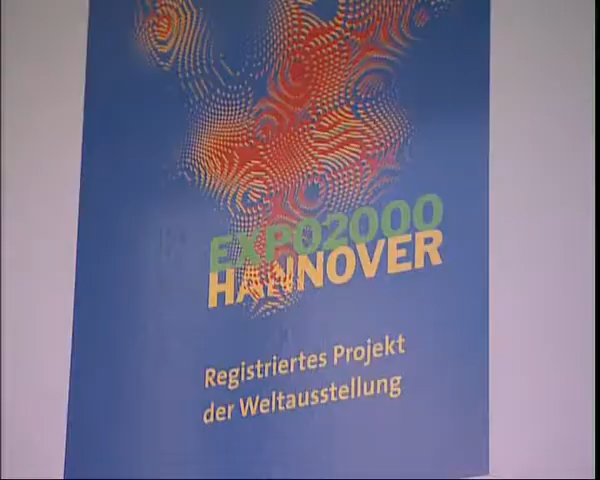 EXPO2000
HANNOVER
Registriertes Projekt
der Weltausstellung